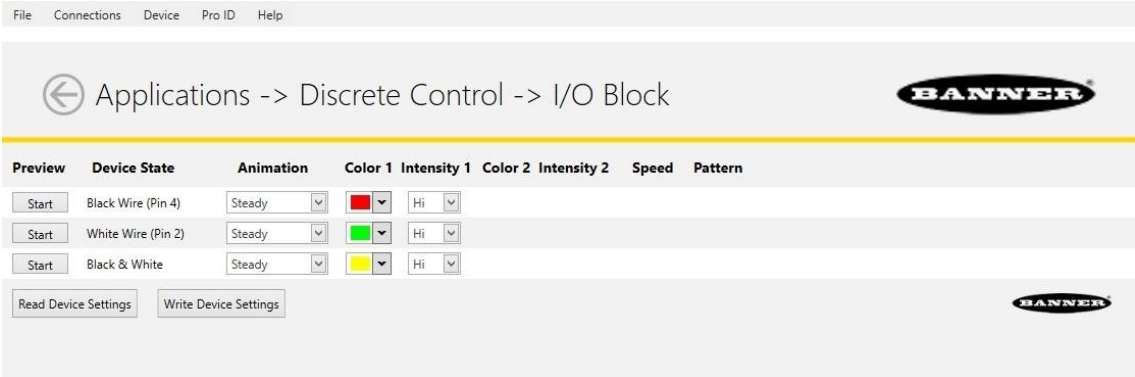 File Connections Device Pro ID Help
Applications -> Discrete Control -> I/O Block
BANNER
Preview Device State Animation Color 1 Intensity 1 Color 2 Intensity 2 Speed Pattern
Start Black Wire (Pin 4) Steady Hi
Start White Wire (Pin 2) Steady Hi
Start Black & White Steady Hi
Read Device Settings Write Device Settings
BANNER